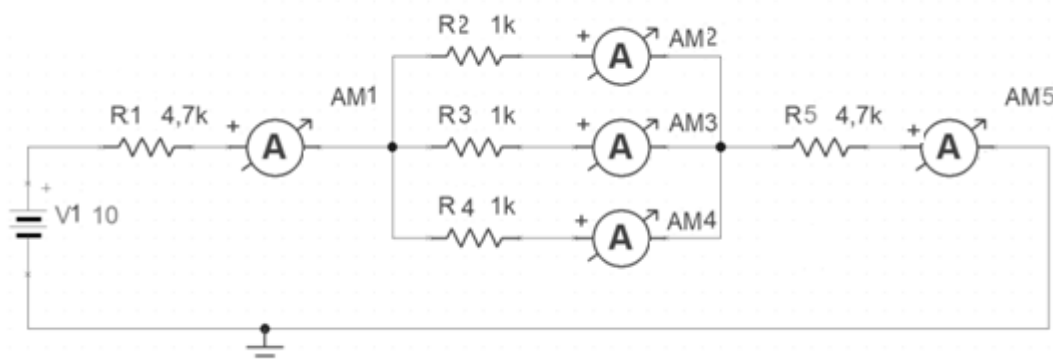 R2 1k
+ A AM2
AM1
R1 4,7k
+ A
R3 1k
+ A AM3
R5 4,7k
AM5
+ A
+
V1 10
R4 1k
+ A AM4